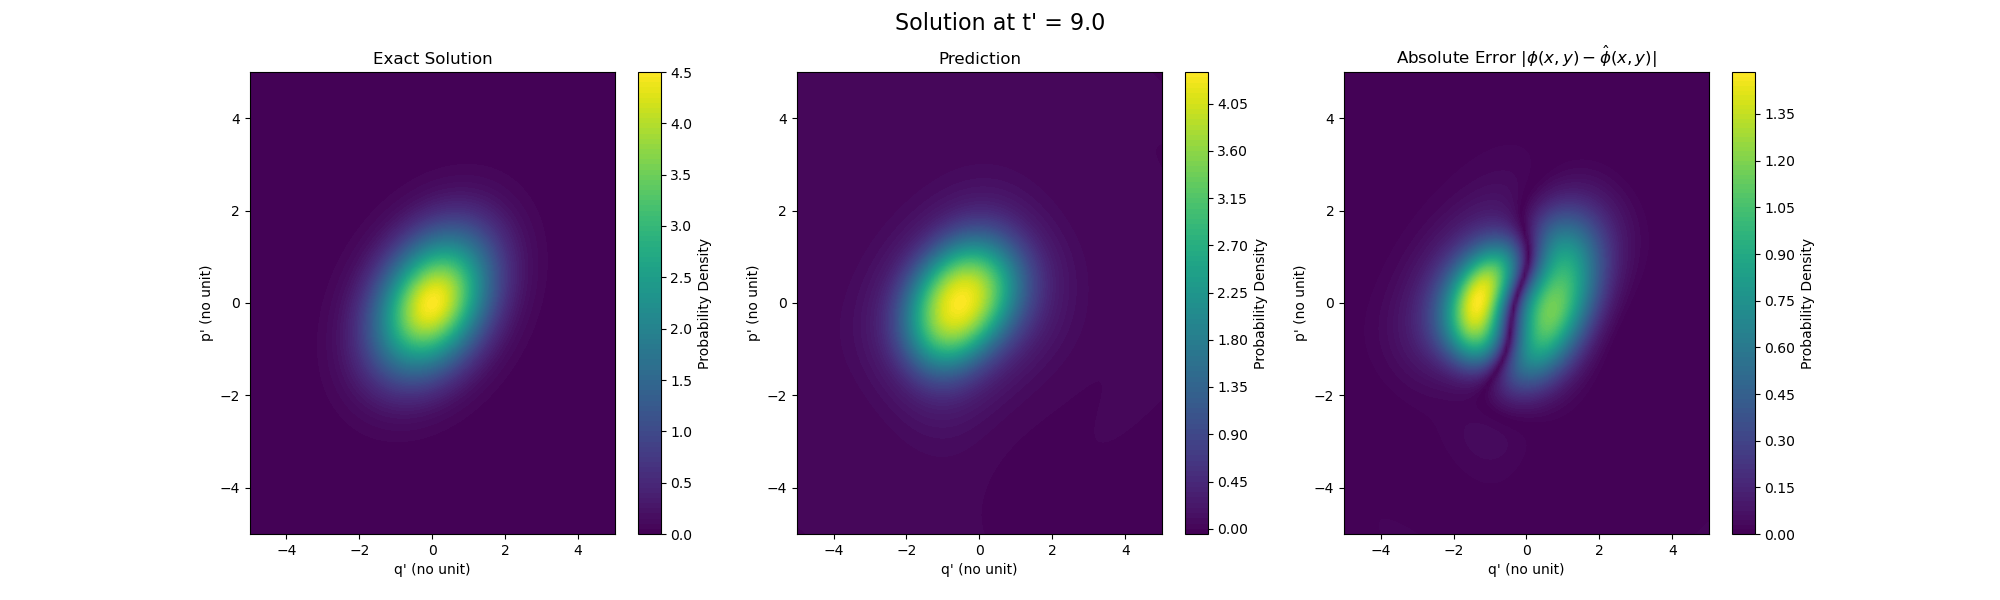 Solution at t' = 9.0
Exact Solution
p' (no unit)
4
2
0
−2
−4
−4 −2 0 2 4
q' (no unit)
4.5
4.0
3.5
3.0
2.5
2.0
1.5
1.0
0.5
0.0
Probability Density
Prediction
p' (no unit)
4
2
0
−2
−4
−4 −2 0 2 4
q' (no unit)
4.05
3.60
3.15
2.70
2.25
1.80
1.35
0.90
0.45
0.00
Probability Density
Absolute Error |ϕ(x, y) − ϕ̂(x, y)|
p' (no unit)
4
2
0
−2
−4
−4 −2 0 2 4
q' (no unit)
1.35
1.20
1.05
0.90
0.75
0.60
0.45
0.30
0.15
0.00
Probability Density